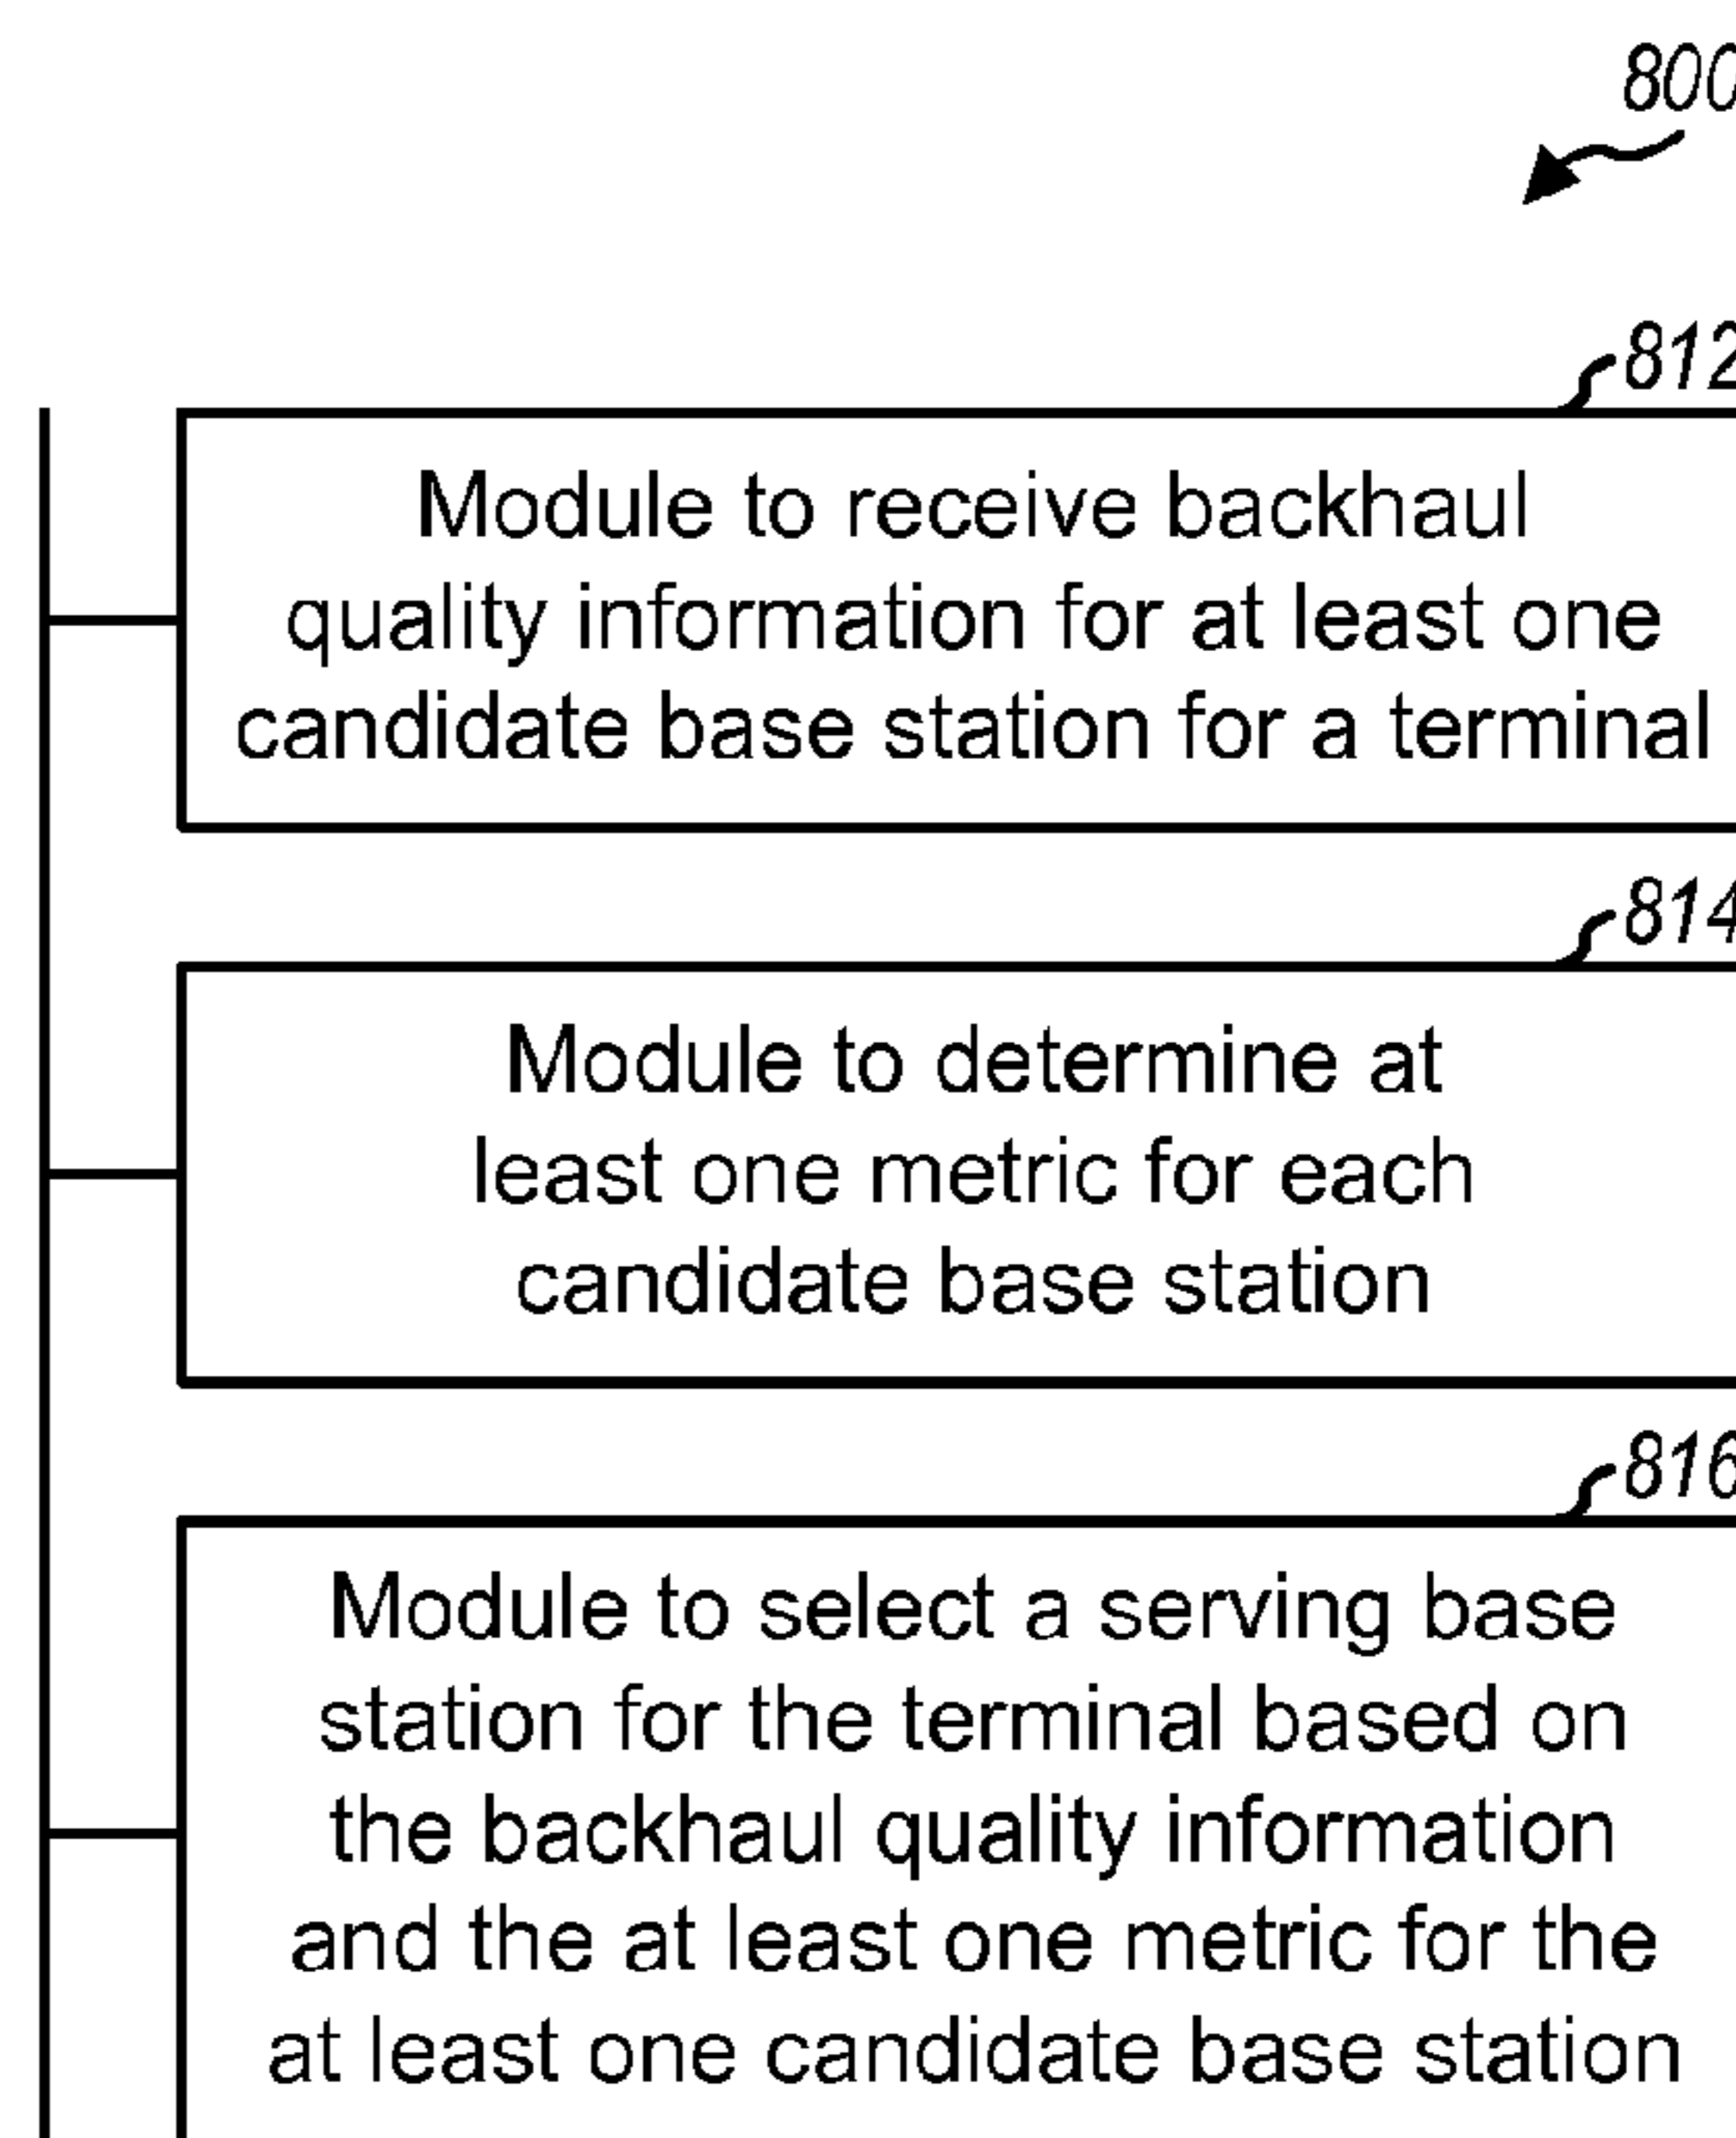 800
812
Module to receive backhaul
quality information for at least one
candidate base station for a terminal
814
Module to determine at
least one metric for each
candidate base station
816
Module to select a serving base
station for the terminal based on
the backhaul quality information
and the at least one metric for the
at least one candidate base station